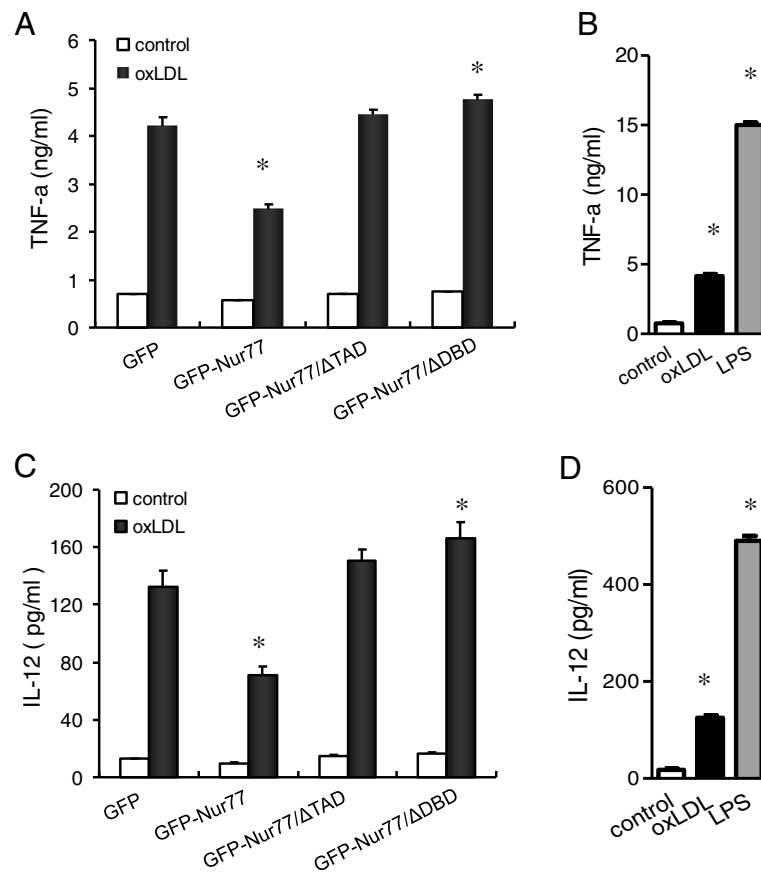 A
TNF-a (ng/ml)
6
5
4
3
2
1
0
control
oxLDL
*
*
GFP
GFP-Nur77
GFP-Nur77/ΔTAD
GFP-Nur77/ΔDBD
B
TNF-a (ng/ml)
20
15
10
5
0
*
*
control
oxLDL
LPS
C
IL-12 ( pg/ml )
200
160
120
80
40
0
control
oxLDL
*
*
GFP
GFP-Nur77
GFP-Nur77/ΔTAD
GFP-Nur77/ΔDBD
D
IL-12 (pg/ml)
600
400
200
0
*
*
control
oxLDL
LPS